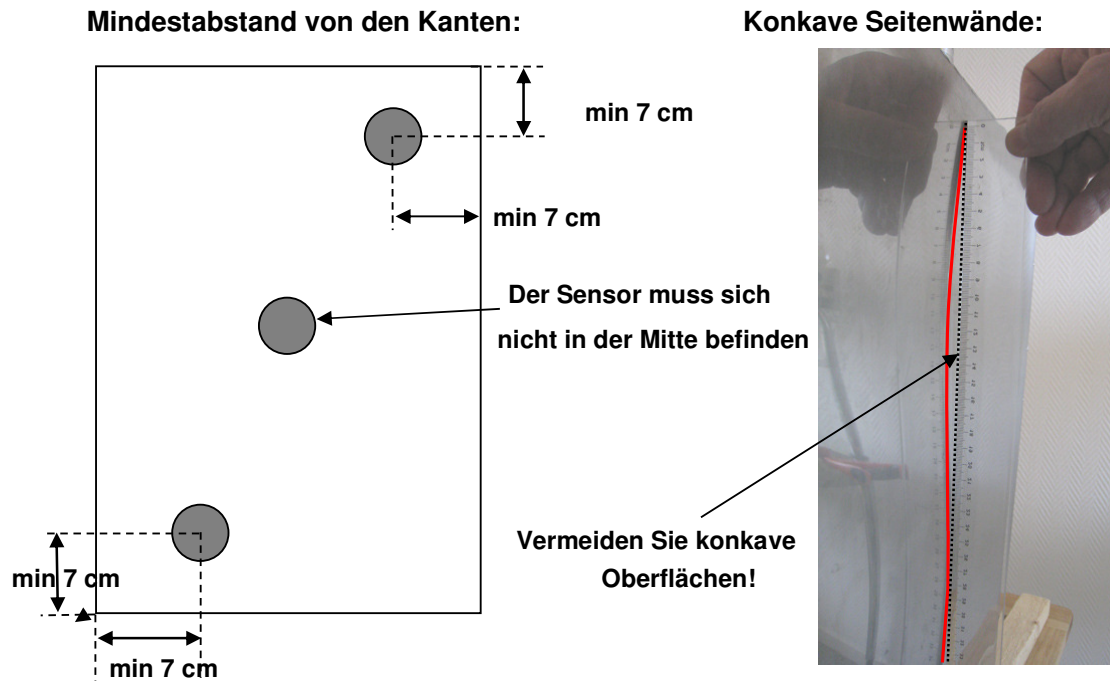 Mindestabstand von den Kanten:
Konkave Seitenwände:
min 7 cm
min 7 cm
Der Sensor muss sich
nicht in der Mitte befinden
Vermeiden Sie konkave
Oberflächen!
min 7 cm
min 7 cm